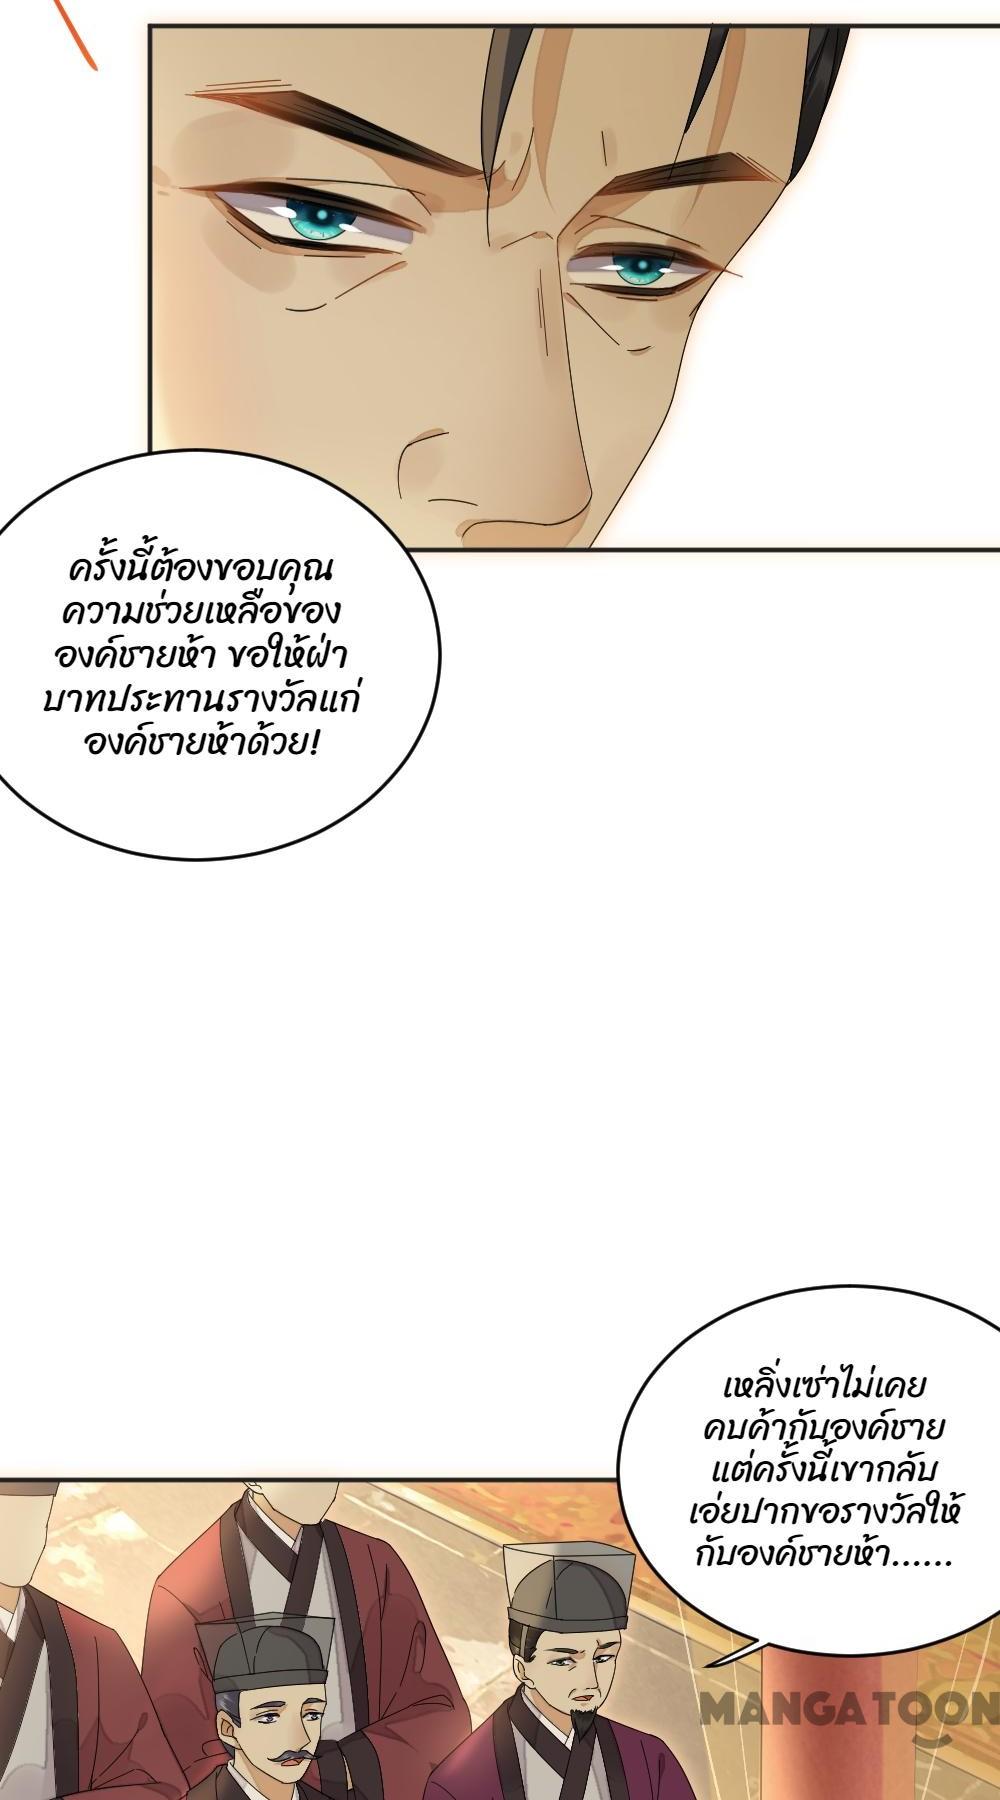 ครั้งนี้ต้องขอบคุณ
ความช่วยเหลือของ
องค์ชายห้า ขอให้ฝ่า
บาทประทานรางวัลแก่
องค์ชายห้าด้วย!
เหลิ่งเซ่าไม่เคย
คบค้ากับองค์ชาย
แต่ครั้งนี้เขากลับ
เอ่ยปากขอรางวัลให้
กับองค์ชายห้า......
MANGATOON